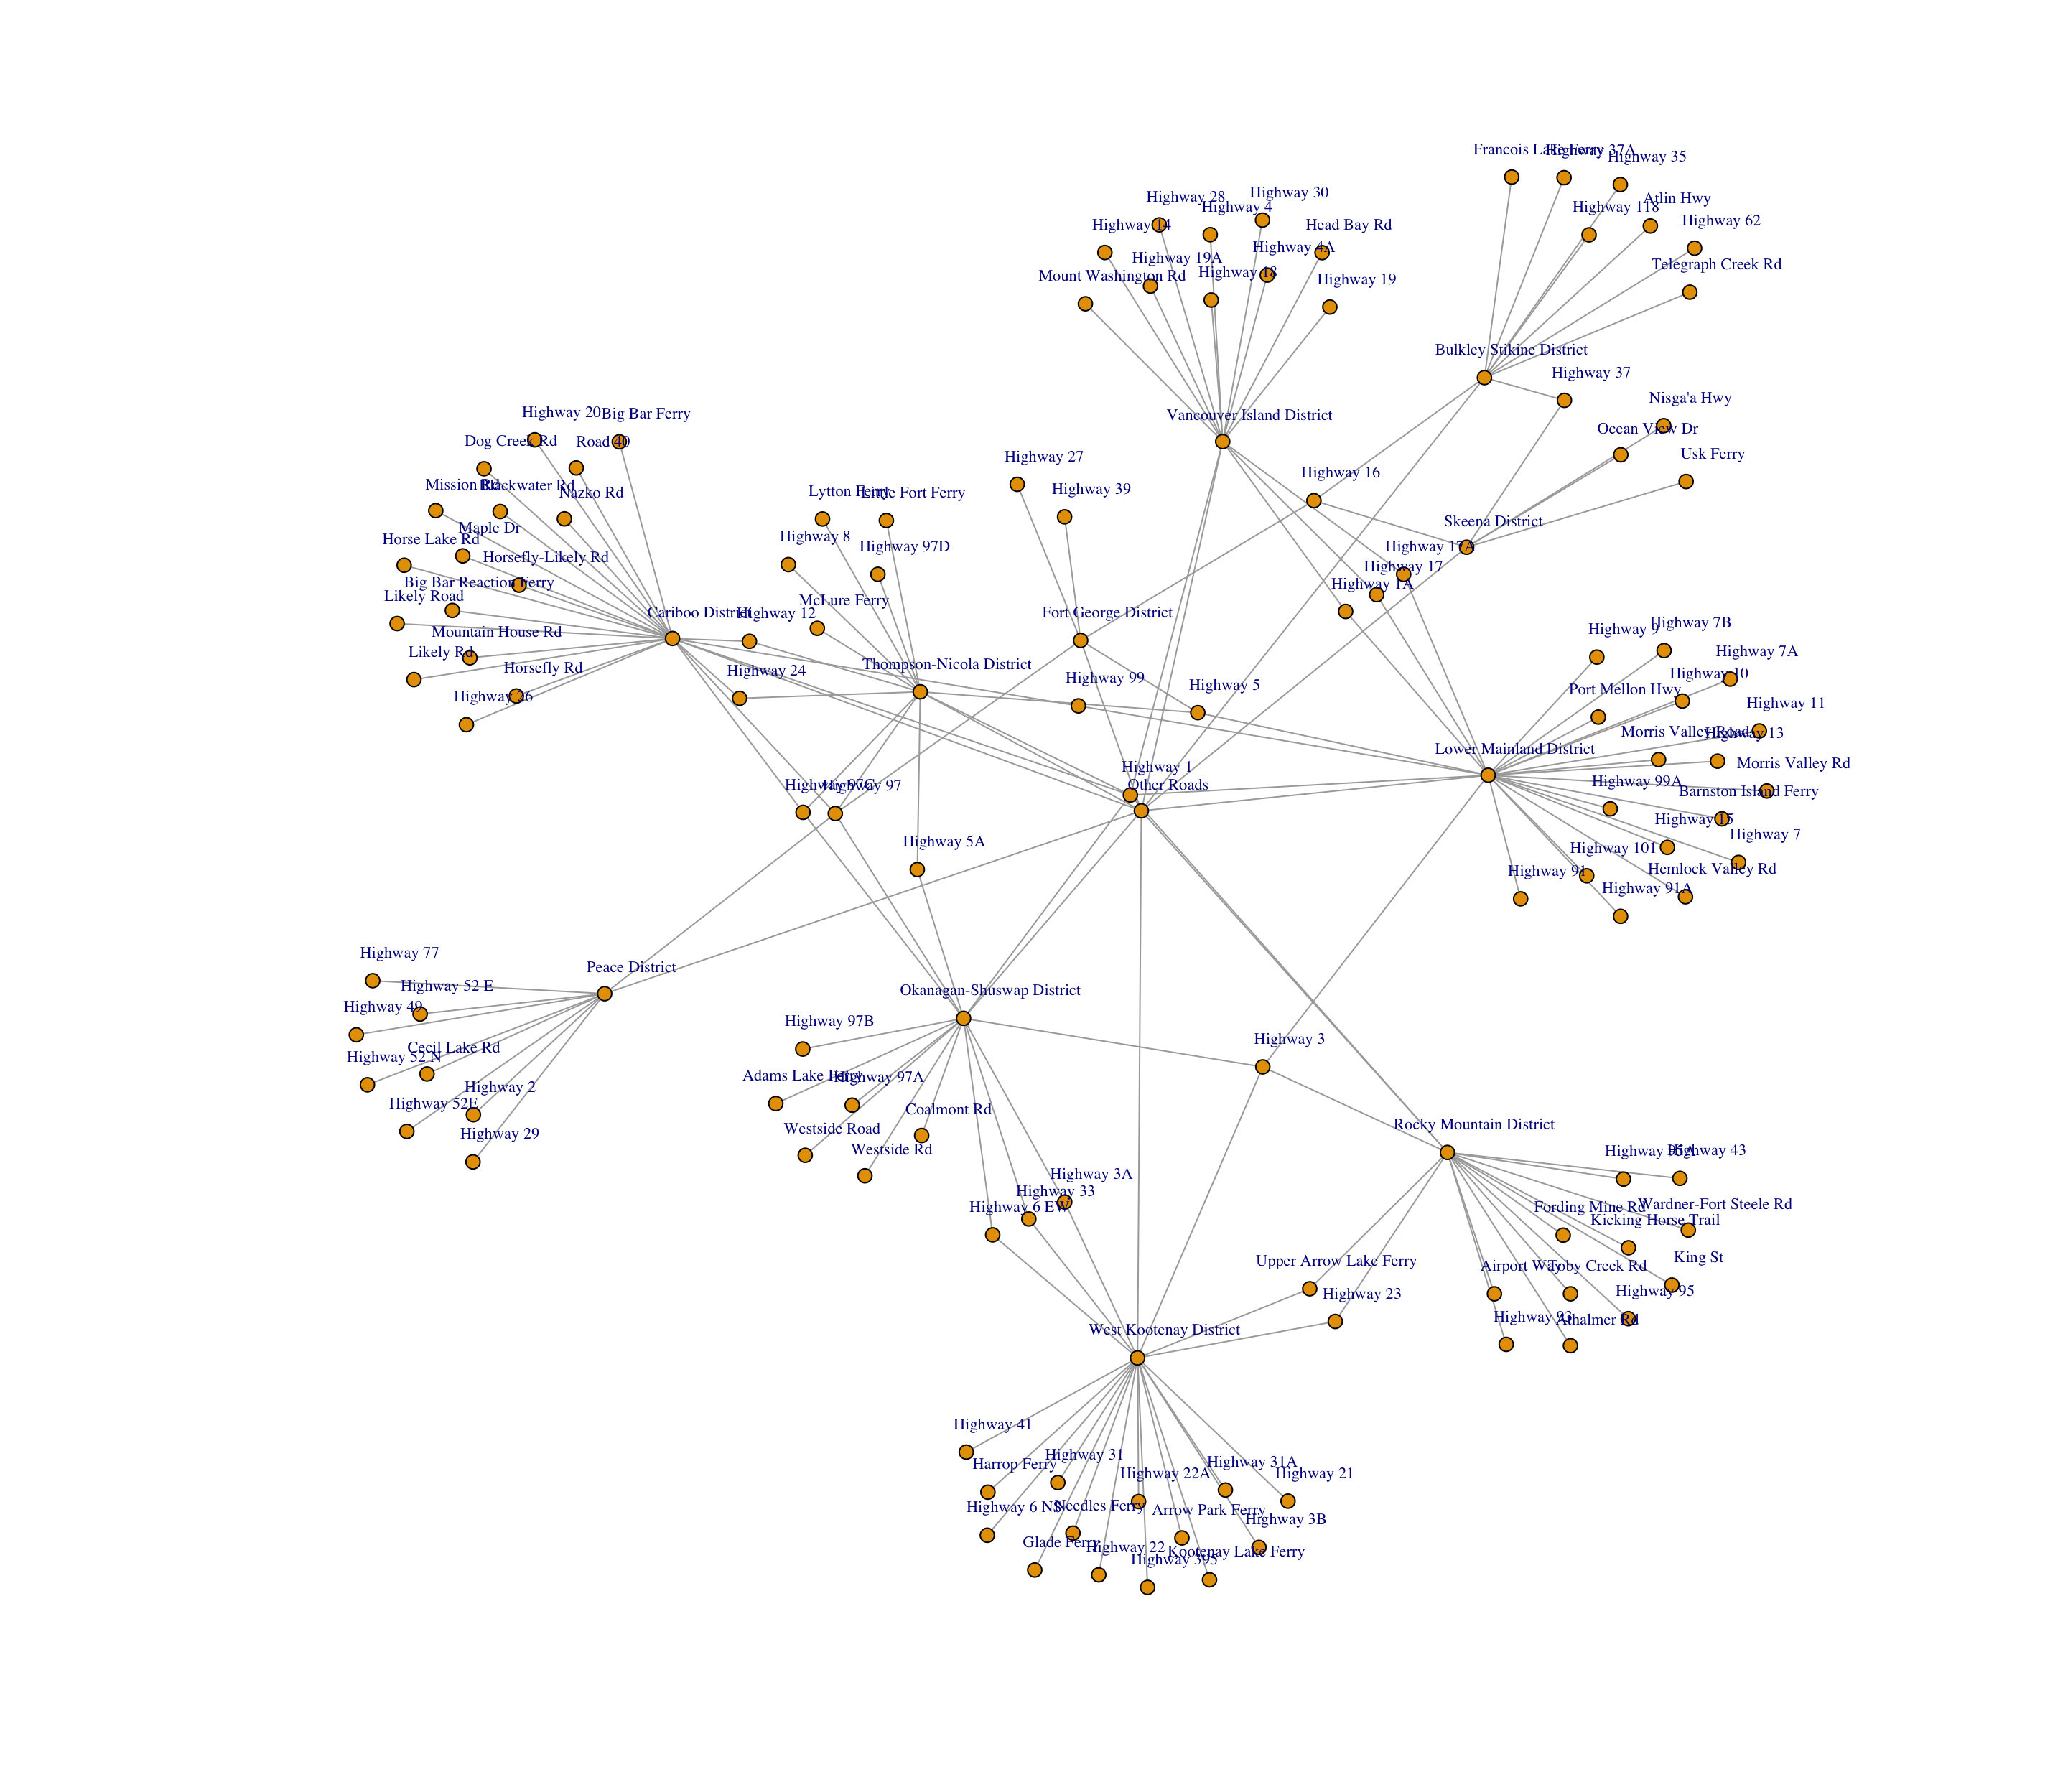 Francois Lake Ferry
Highway 37A
Highway 35
Highway 28
Highway 30
Highway 4
Highway 118
Atlin Hwy
Highway 62
Highway 14
Head Bay Rd
Highway 19A
Highway 4A
Telegraph Creek Rd
Mount Washington Rd
Highway 18
Highway 19
Bulkley Stikine District
Highway 37
Nisga'a Hwy
Vancouver Island District
Highway 20
Big Bar Ferry
Ocean View Dr
Dog Creek Rd
Road 40
Usk Ferry
Highway 27
Highway 16
Mission Rd
Blackwater Rd
Nazko Rd
Lytton Ferry
Little Fort Ferry
Highway 39
Maple Dr
Skeena District
Horse Lake Rd
Highway 8
Highway 97D
Highway 17A
Horsefly-Likely Rd
Highway 17
Big Bar Reaction Ferry
Highway 1A
Likely Road
McLure Ferry
Cariboo District
Highway 12
Fort George District
Mountain House Rd
Highway 9
Highway 7B
Likely Rd
Highway 7A
Horsefly Rd
Thompson-Nicola District
Highway 24
Highway 10
Highway 26
Highway 99
Highway 5
Port Mellon Hwy
Highway 11
Morris Valley Road
Highway 13
Lower Mainland District
Morris Valley Rd
Highway 1
Highway 97C
Highway 97
Other Roads
Highway 99A
Barnston Island Ferry
Highway 15
Highway 7
Highway 5A
Highway 101
Highway 91
Hemlock Valley Rd
Highway 91A
Highway 77
Peace District
Highway 52 E
Okanagan-Shuswap District
Highway 49
Highway 97B
Highway 3
Cecil Lake Rd
Highway 52 N
Adams Lake Ferry
Highway 97A
Highway 2
Highway 52E
Coalmont Rd
Highway 29
Westside Road
Rocky Mountain District
Westside Rd
Highway 95A
Highway 43
Highway 3A
Highway 33
Highway 6 EW
Fording Mine Rd
Wardner-Fort Steele Rd
Kicking Horse Trail
Upper Arrow Lake Ferry
King St
Airport Way
Toby Creek Rd
Highway 23
Highway 95
Highway 93
Athalmer Rd
West Kootenay District
Highway 41
Harrop Ferry
Highway 31
Highway 22A
Highway 31A
Highway 21
Highway 6 NS
Needles Ferry
Arrow Park Ferry
Highway 3B
Glade Ferry
Highway 22
Highway 395
Kootenay Lake Ferry